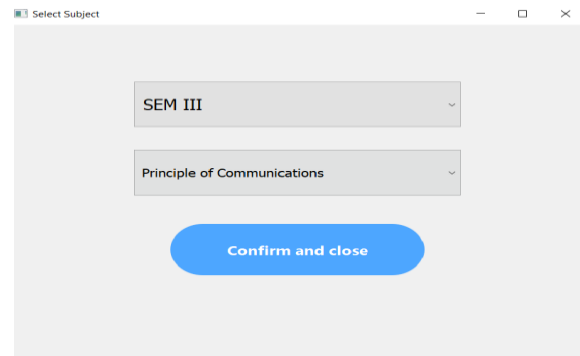 Select Subject
SEM III
Principle of Communications
Confirm and close